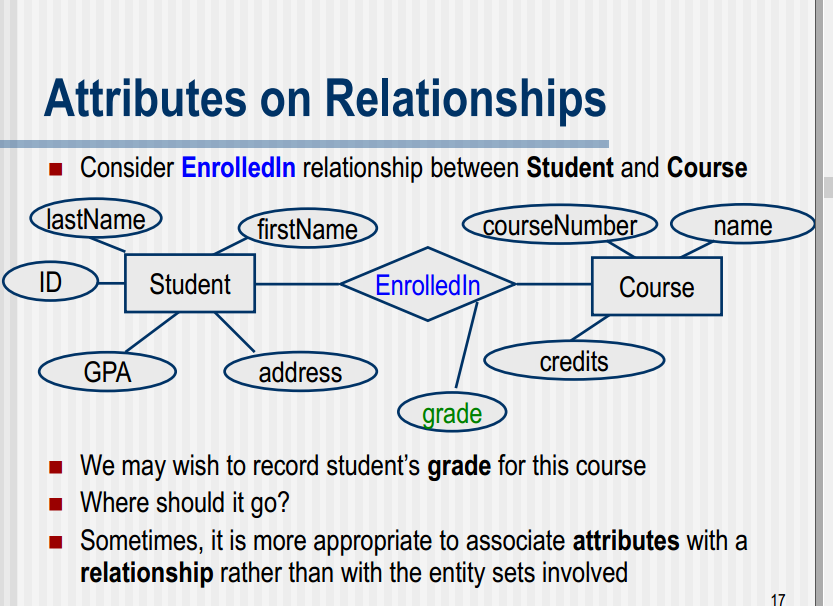 Attributes on Relationships
Consider EnrolledIn relationship between Student and Course
lastName
firstName
courseNumber
name
ID
Student
EnrolledIn
Course
GPA
address
credits
grade
We may wish to record student's grade for this course
Where should it go?
Sometimes, it is more appropriate to associate attributes with a
relationship rather than with the entity sets involved
17